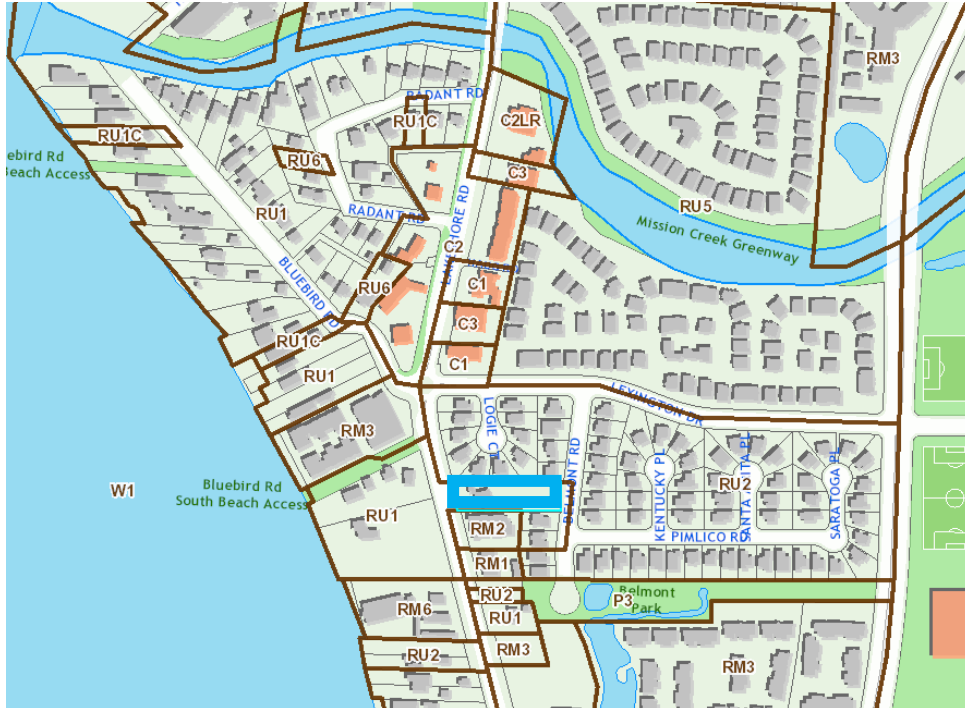 RM3
RADANT RD
RU1C
C2LR
RU1C
ebird Rd
Beach Access
RU6
C3
RU5
RU1
RADANT RD
Mission Creek Greenway
LAKESHORE RD
C2
BLUEBIRD RD
RU6
C1
C3
RU1C
C1
RU1
LEXINGTON DR
LOGIE CT
RM3
BELMONT RD
KENTUCKY PL
SANTA ANITA PL
SARATOGA PL
RU2
W1
Bluebird Rd
South Beach Access
RU1
RM2
PIMLICO RD
RM1
RU2
Belmont
Park
P3
RM6
RU1
RU2
RM3
RM3